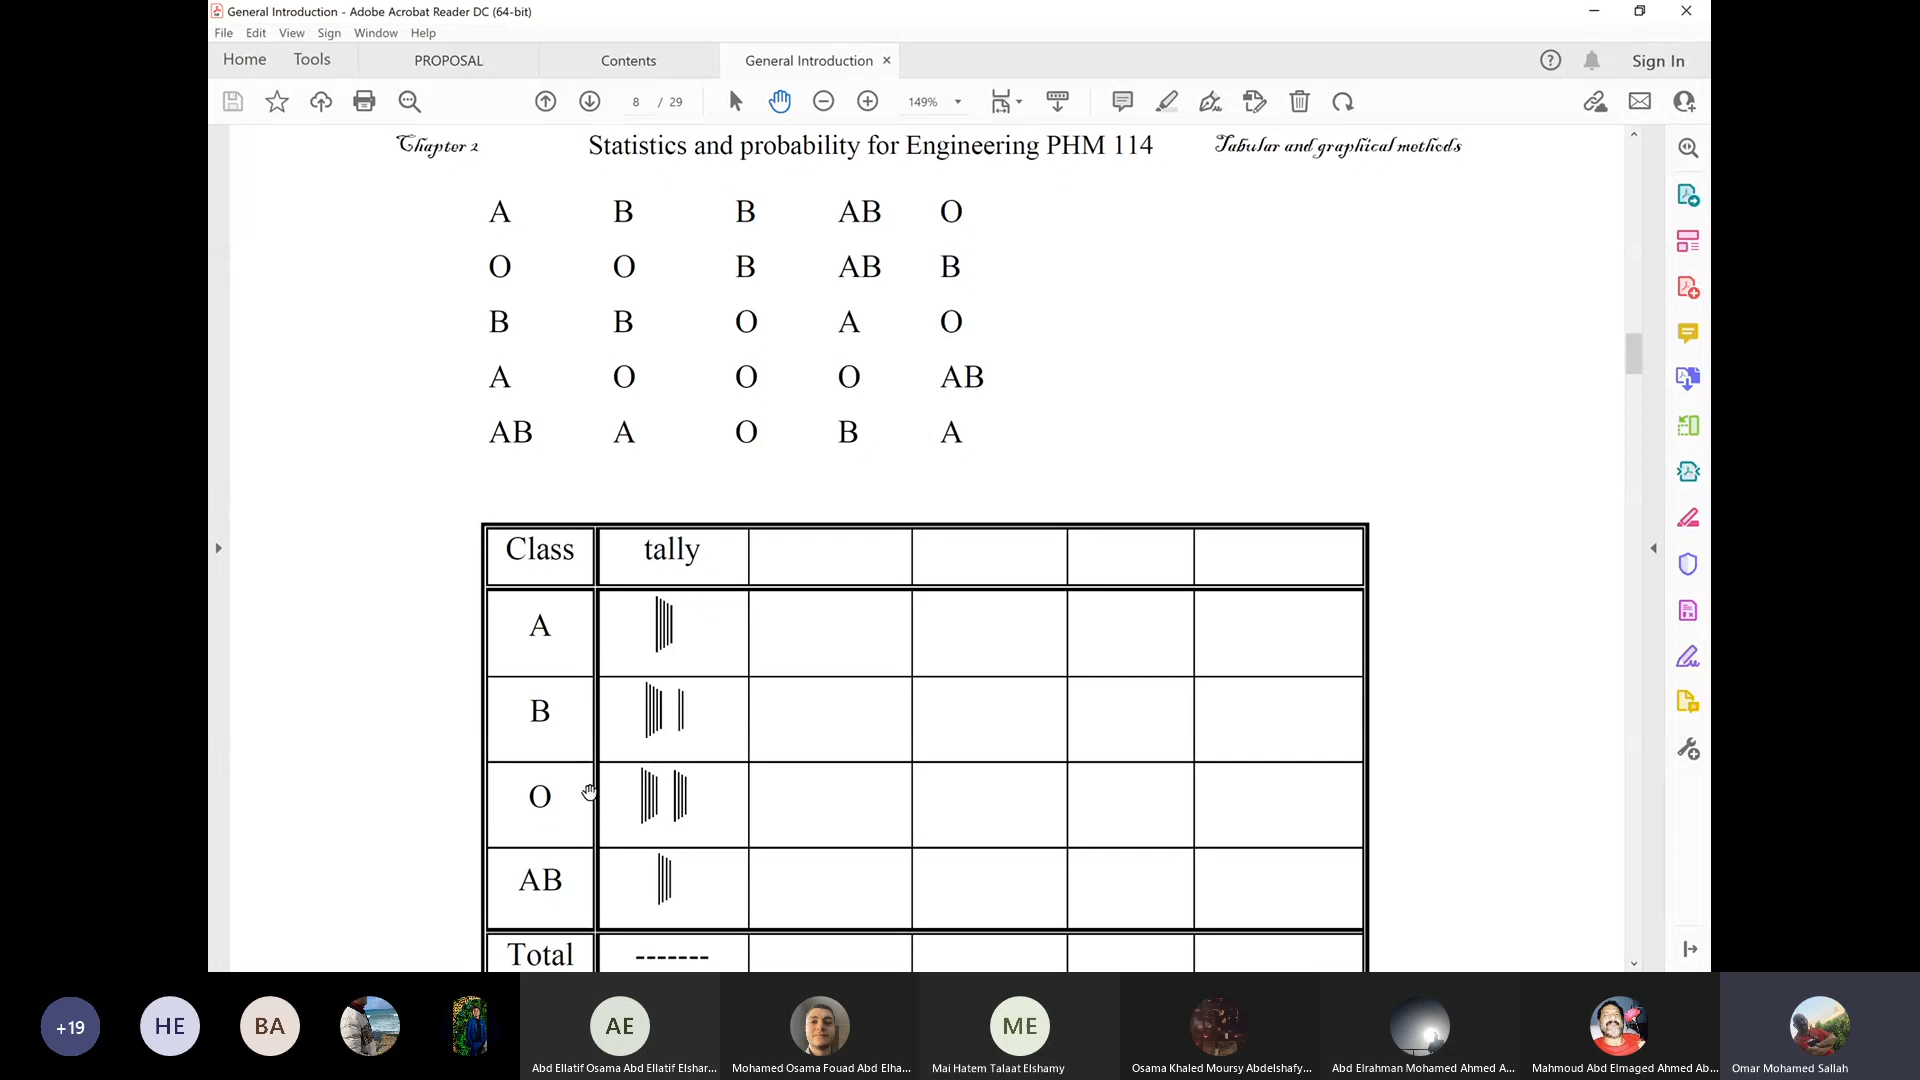 General Introduction - Adobe Acrobat Reader DC (64-bit)
File Edit View Sign Window Help
Home Tools PROPOSAL Contents General Introduction × Sign In
8 / 29 149%
Chapter 2 Statistics and probability for Engineering PHM 114 Tabular and graphical methods
A B B AB O
O O B AB B
B B O A O
A O O O AB
AB A O B A
Class tally
A
B
O
AB
Total -------
+19 HE BA AE ME
Abd Ellatif Osama Abd Ellatif Elshar... Mohamed Osama Fouad Abd Elha... Mai Hatem Talaat Elshamy Osama Khaled Moursy Abdelshafy... Abd Elrahman Mohamed Ahmed A... Mahmoud Abd Elmaged Ahmed Ab... Omar Mohamed Sallah